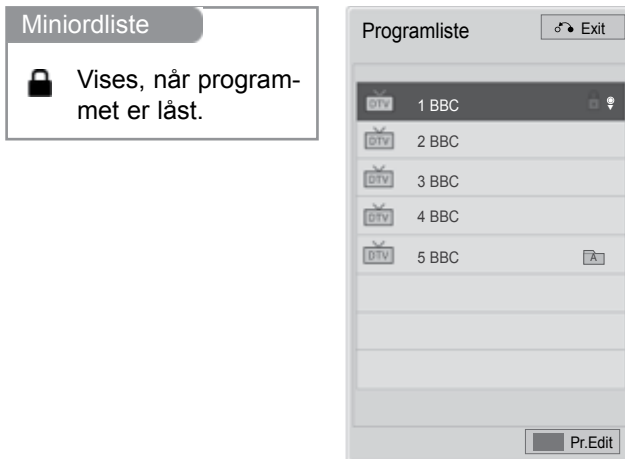 Miniordliste
Vises, når program-
met er låst.
Programliste
Exit
DTV 1 BBC
DTV 2 BBC
DTV 3 BBC
DTV 4 BBC
DTV 5 BBC A
Pr.Edit